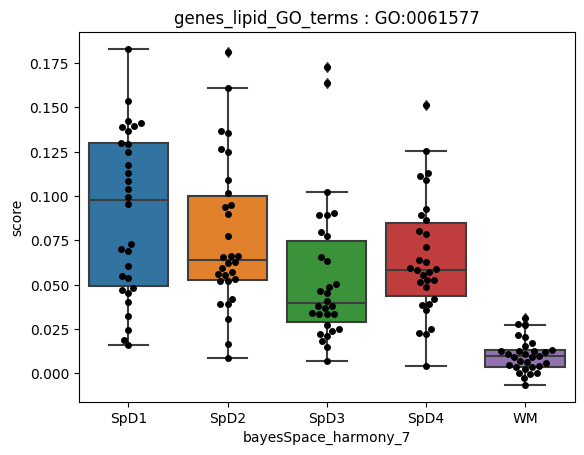 genes_lipid_GO_terms : GO:0061577
0.175
0.150
0.125
0.100
0.075
0.050
0.025
0.000
score
SpD1 SpD2 SpD3 SpD4 WM
bayesSpace_harmony_7